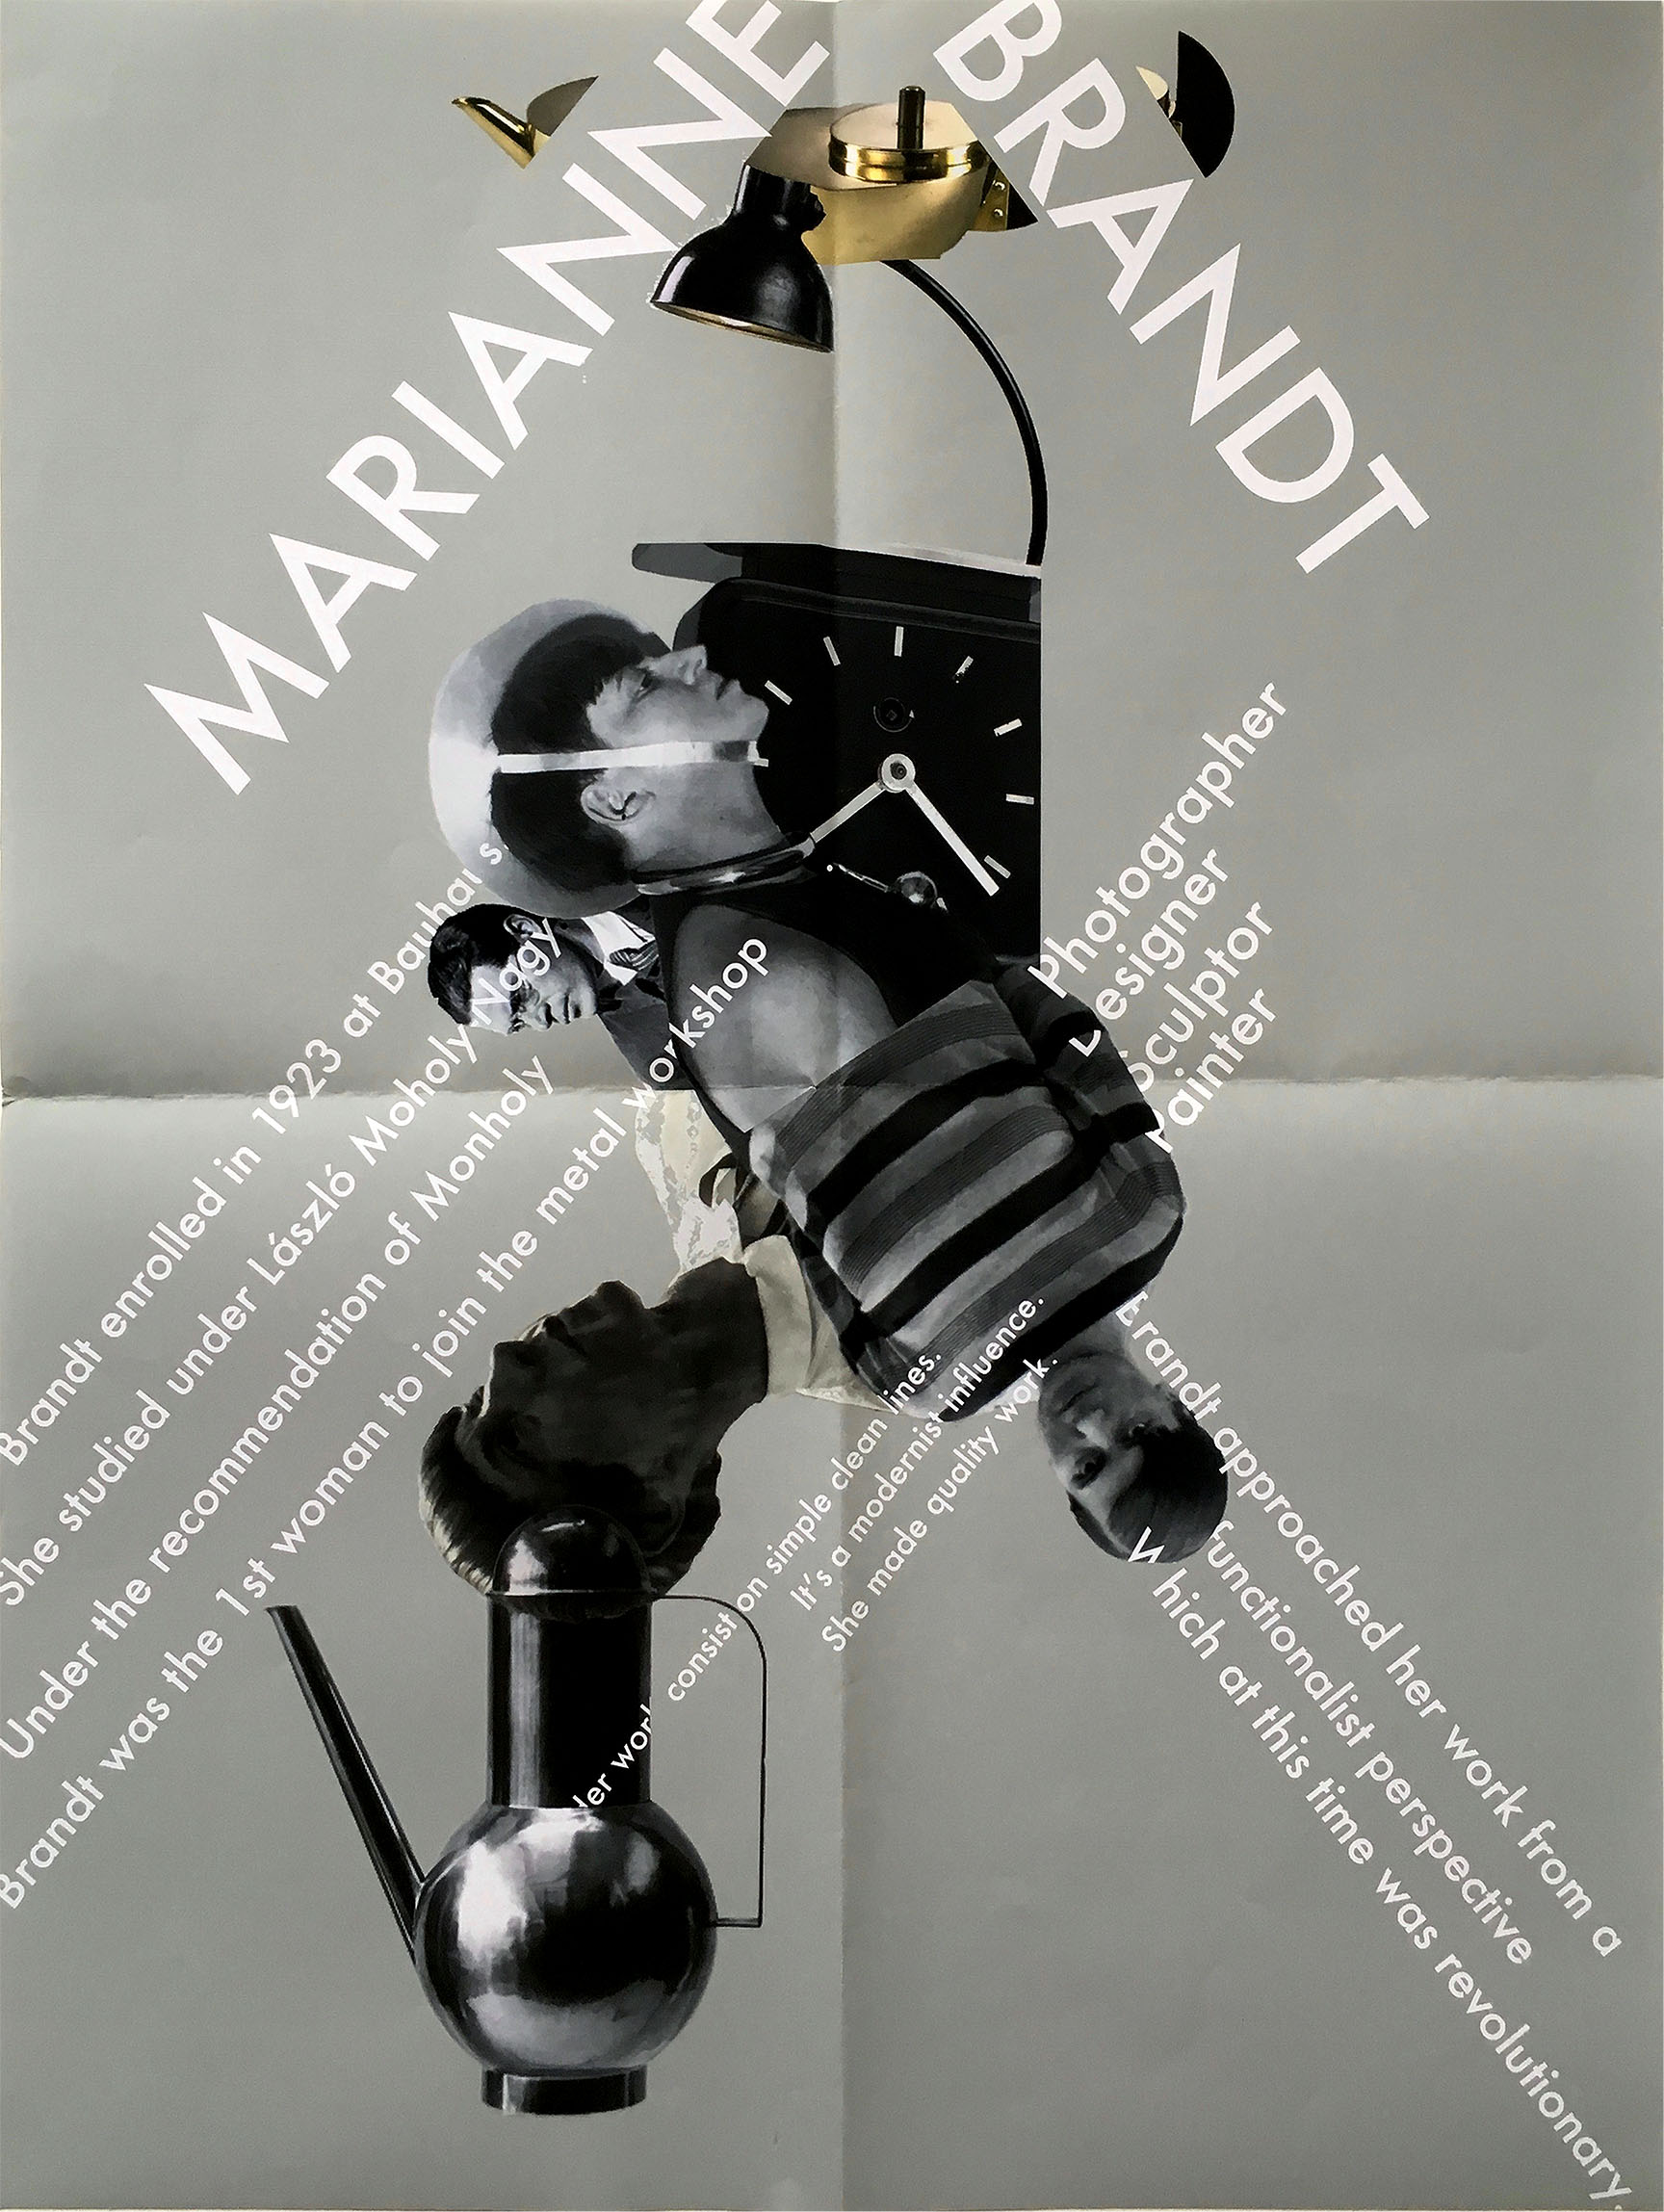 MARIANNE BRANDT
Photographer
Designer
Sculptor
Painter
Brandt enrolled in 1923 at Bauhaus
She studied under László Moholy Nagy
Under the recommendation of Monholy
Brandt was the 1st woman to join the metal workshop
Her work consist on simple clean lines.
It's a modernist influence.
She made quality work.
Brandt approached her work from a
functionalist perspective
Which at this time was revolutionary.